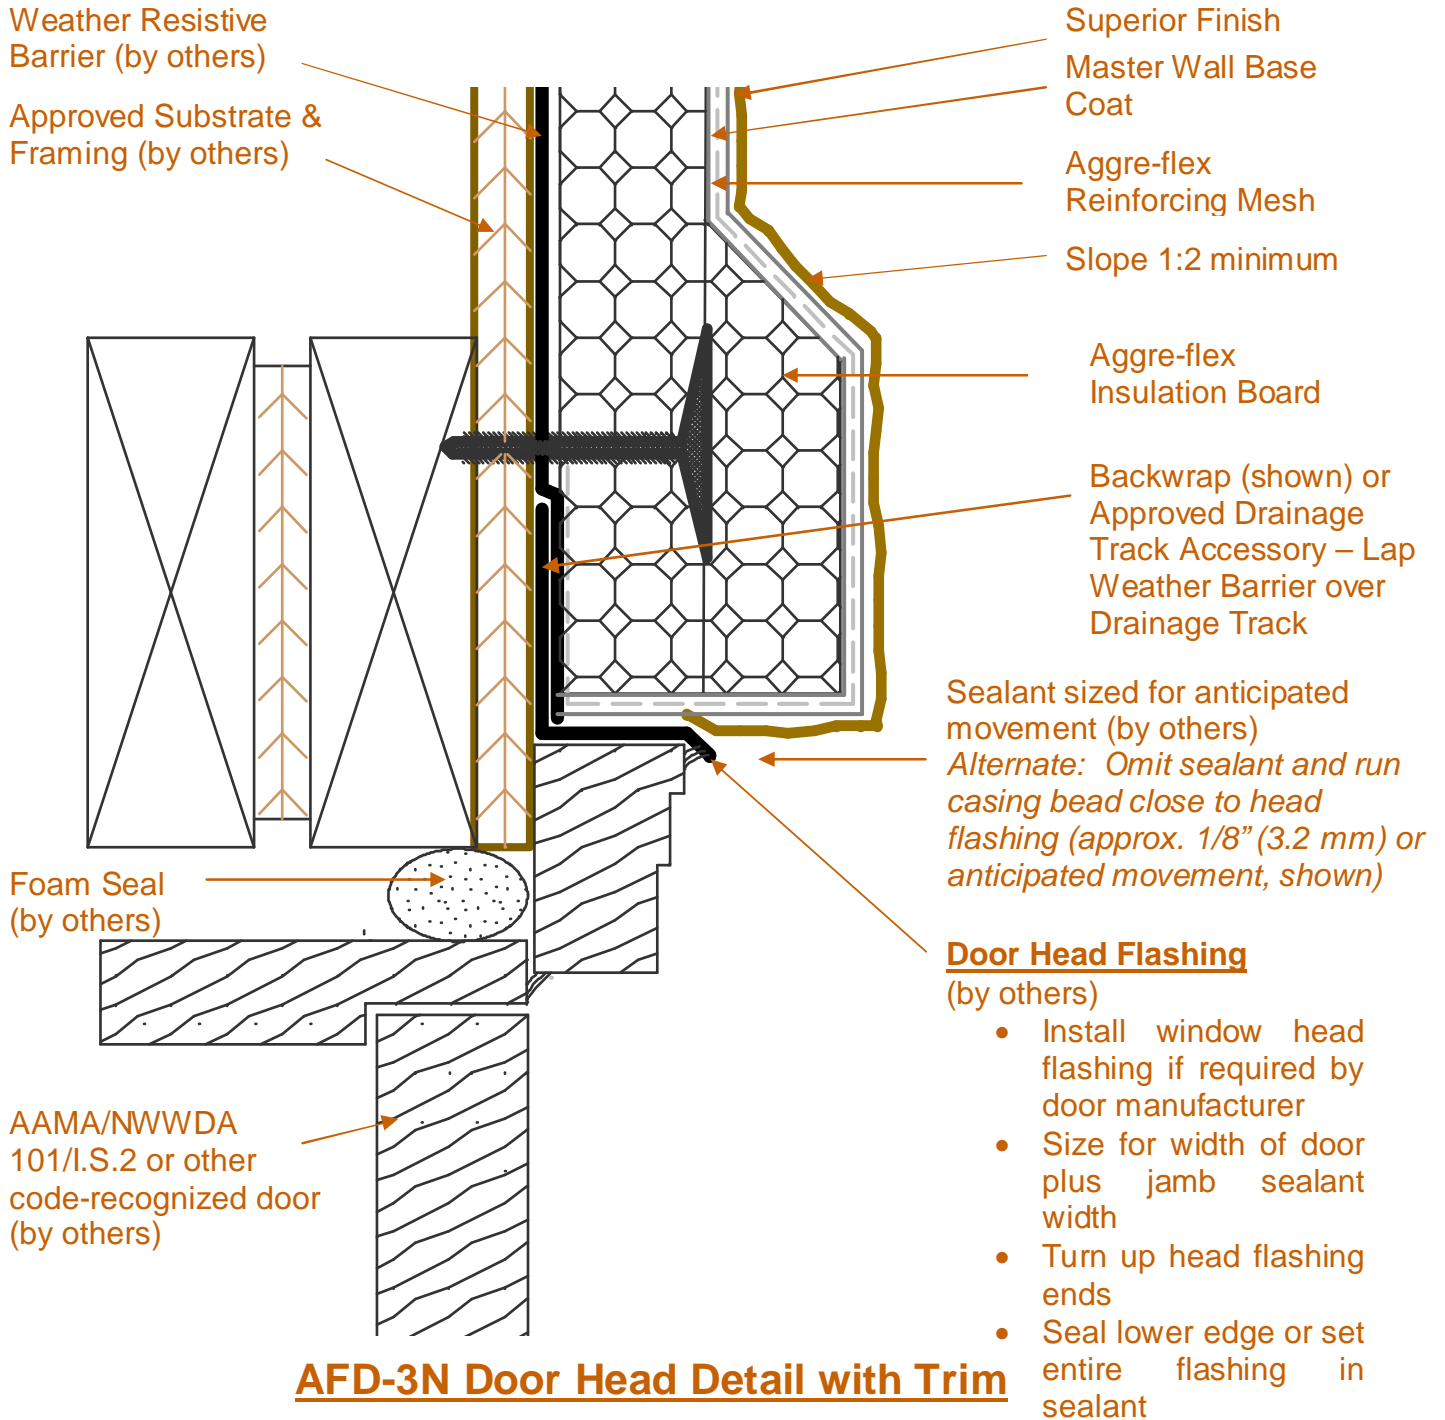 Weather Resistive
Barrier (by others)
Approved Substrate &
Framing (by others)
Superior Finish
Master Wall Base
Coat
Aggre-flex
Reinforcing Mesh
Slope 1:2 minimum
Aggre-flex
Insulation Board
Backwrap (shown) or
Approved Drainage
Track Accessory – Lap
Weather Barrier over
Drainage Track
Sealant sized for anticipated
movement (by others)
Alternate: Omit sealant and run
casing bead close to head
flashing (approx. 1/8” (3.2 mm) or
anticipated movement, shown)
Foam Seal
(by others)
Door Head Flashing
(by others)
• Install window head
flashing if required by
door manufacturer
• Size for width of door
plus jamb sealant
width
• Turn up head flashing
ends
• Seal lower edge or set
entire flashing in
sealant
AAMA/NWWDA
101/I.S.2 or other
code-recognized door
(by others)
AFD-3N Door Head Detail with Trim